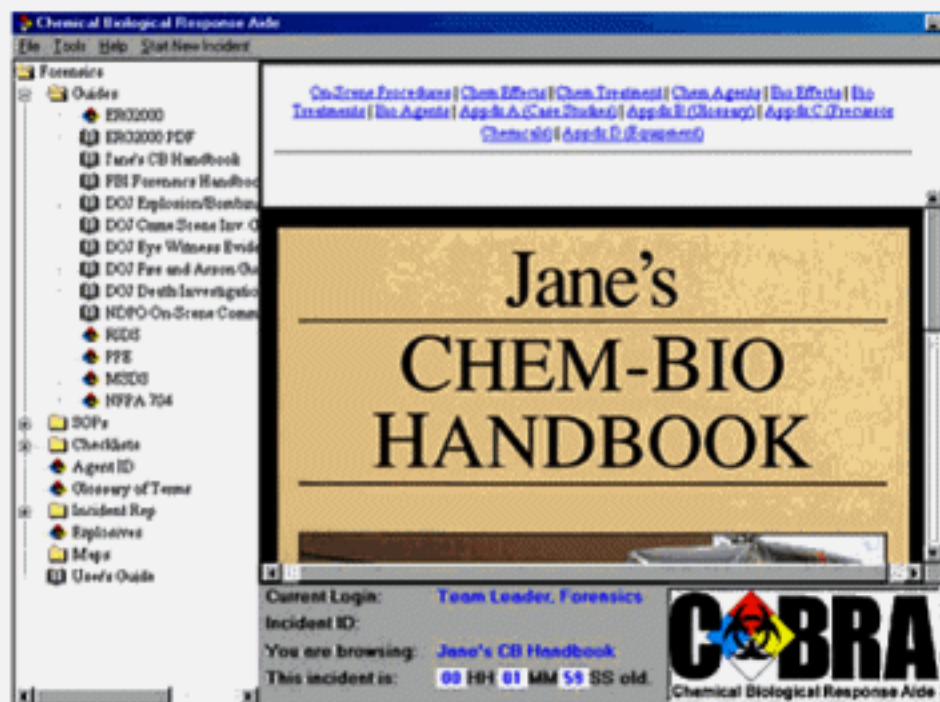 Chemical Biological Response Aide
File Tools Help Start New Incident
Forensics
Guides
ERG2000
ERG2000 PDF
Jane's CB Handbook
FBI Forensics Handboo
DOJ Explosion/Bombing
DOJ Crime Scene Inv. G
DOJ Eye Witness Evide
DOJ Fire and Arson Gu
DOJ Death Investigatio
NDPO On-Scene Comm
RIDS
PPE
MSDS
NFPA 704
SOPs
Checklists
Agent ID
Glossary of Terms
Incident Rep
Explosives
Maps
User's Guide
On-Scene Procedures | Chem Effects | Chem Treatment | Chem Agents | Bio Effects | Bio
Treatments | Bio Agents | Appdx A (Case Studies) | Appdx B (Glossary) | Appdx C (Precursor
Chemicals) | Appdx D (Equipment)
Jane's
CHEM-BIO
HANDBOOK
Current Login: Team Leader, Forensics
Incident ID:
You are browsing: Jane's CB Handbook
This incident is: 00 HH 01 MM 59 SS old.
COBRA
Chemical Biological Response Aide